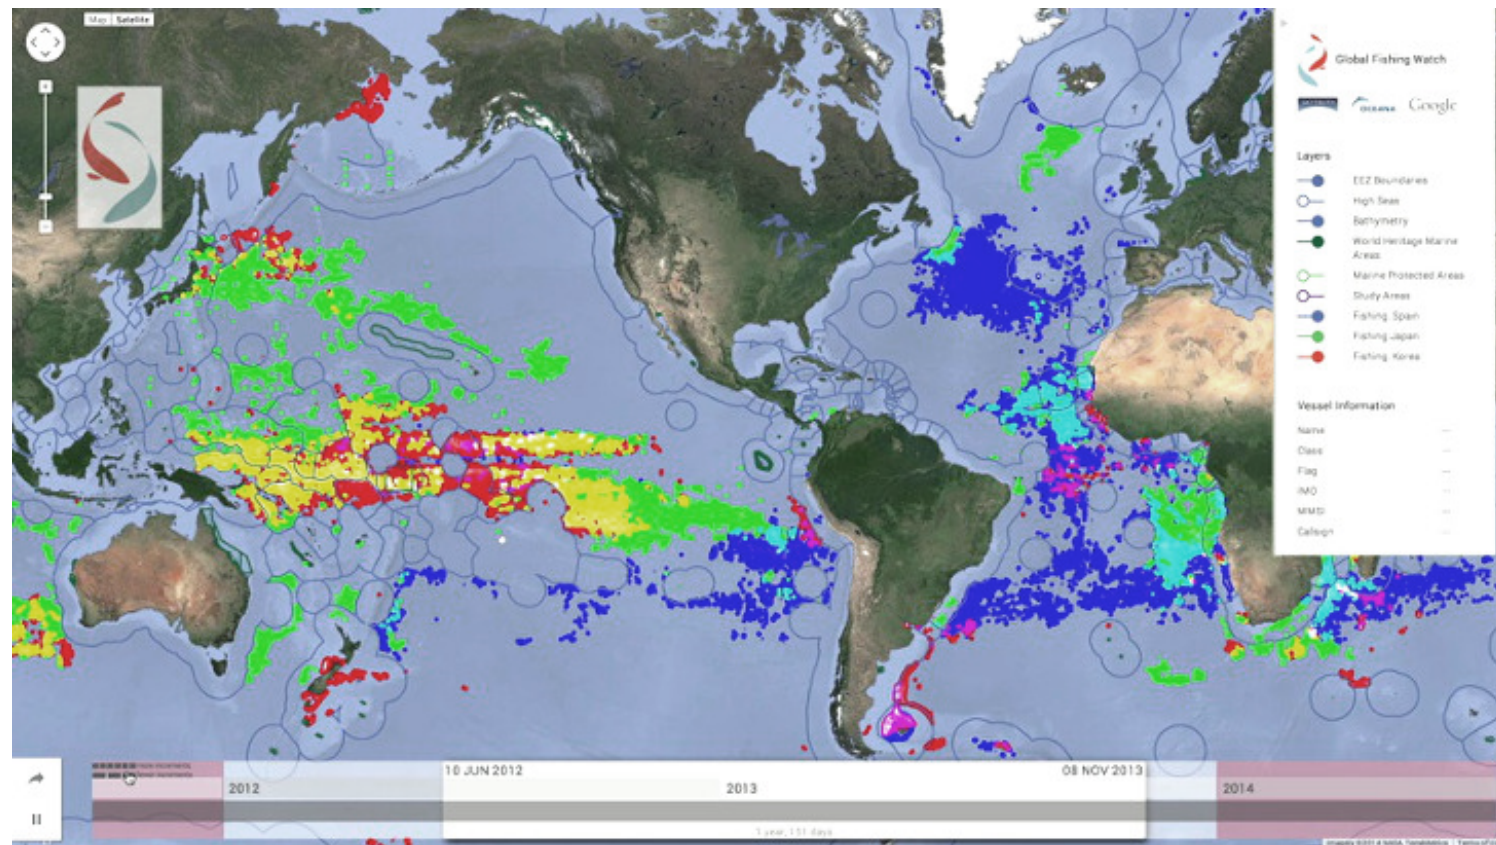 Map Satellite
Global Fishing Watch
OCEANA Google
Layers
EEZ Boundaries
High Seas
Bathymetry
World Heritage Marine
Areas
Marine Protected Areas
Study Areas
Fishing: Spain
Fishing: Japan
Fishing: Korea
Vessel Information
Name --
Class --
Flag --
IMO --
MMSI --
Callsign --
10 JUN 2012 08 NOV 2013
2012 2013 2014
1 year, 151 days